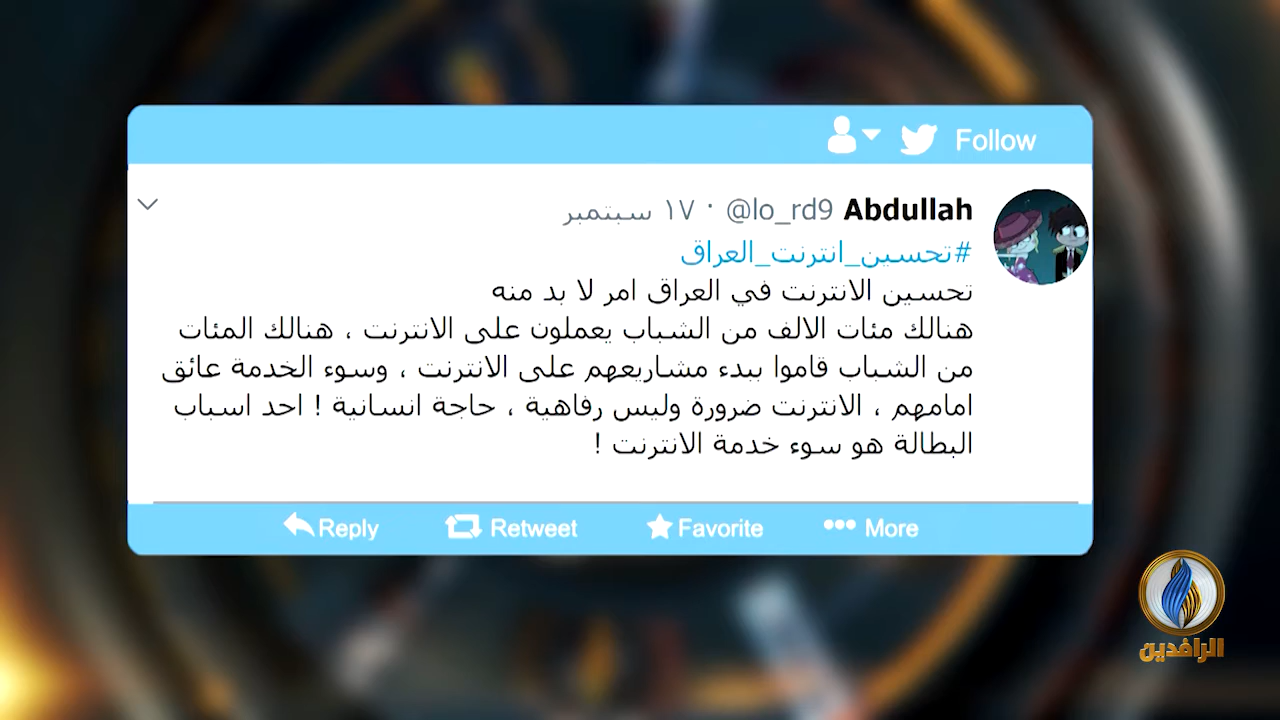 Follow
Abdullah @lo_rd9 · ١٧ سبتمبر
#تحسين_انترنت_العراق
تحسين الانترنت في العراق امر لا بد منه
هنالك مئات الالف من الشباب يعملون على الانترنت ، هنالك المئات
من الشباب قاموا ببدء مشاريعهم على الانترنت ، وسوء الخدمة عائق
امامهم ، الانترنت ضرورة وليس رفاهية ، حاجة انسانية ! احد اسباب
البطالة هو سوء خدمة الانترنت !
Reply Retweet Favorite More
الرافدين